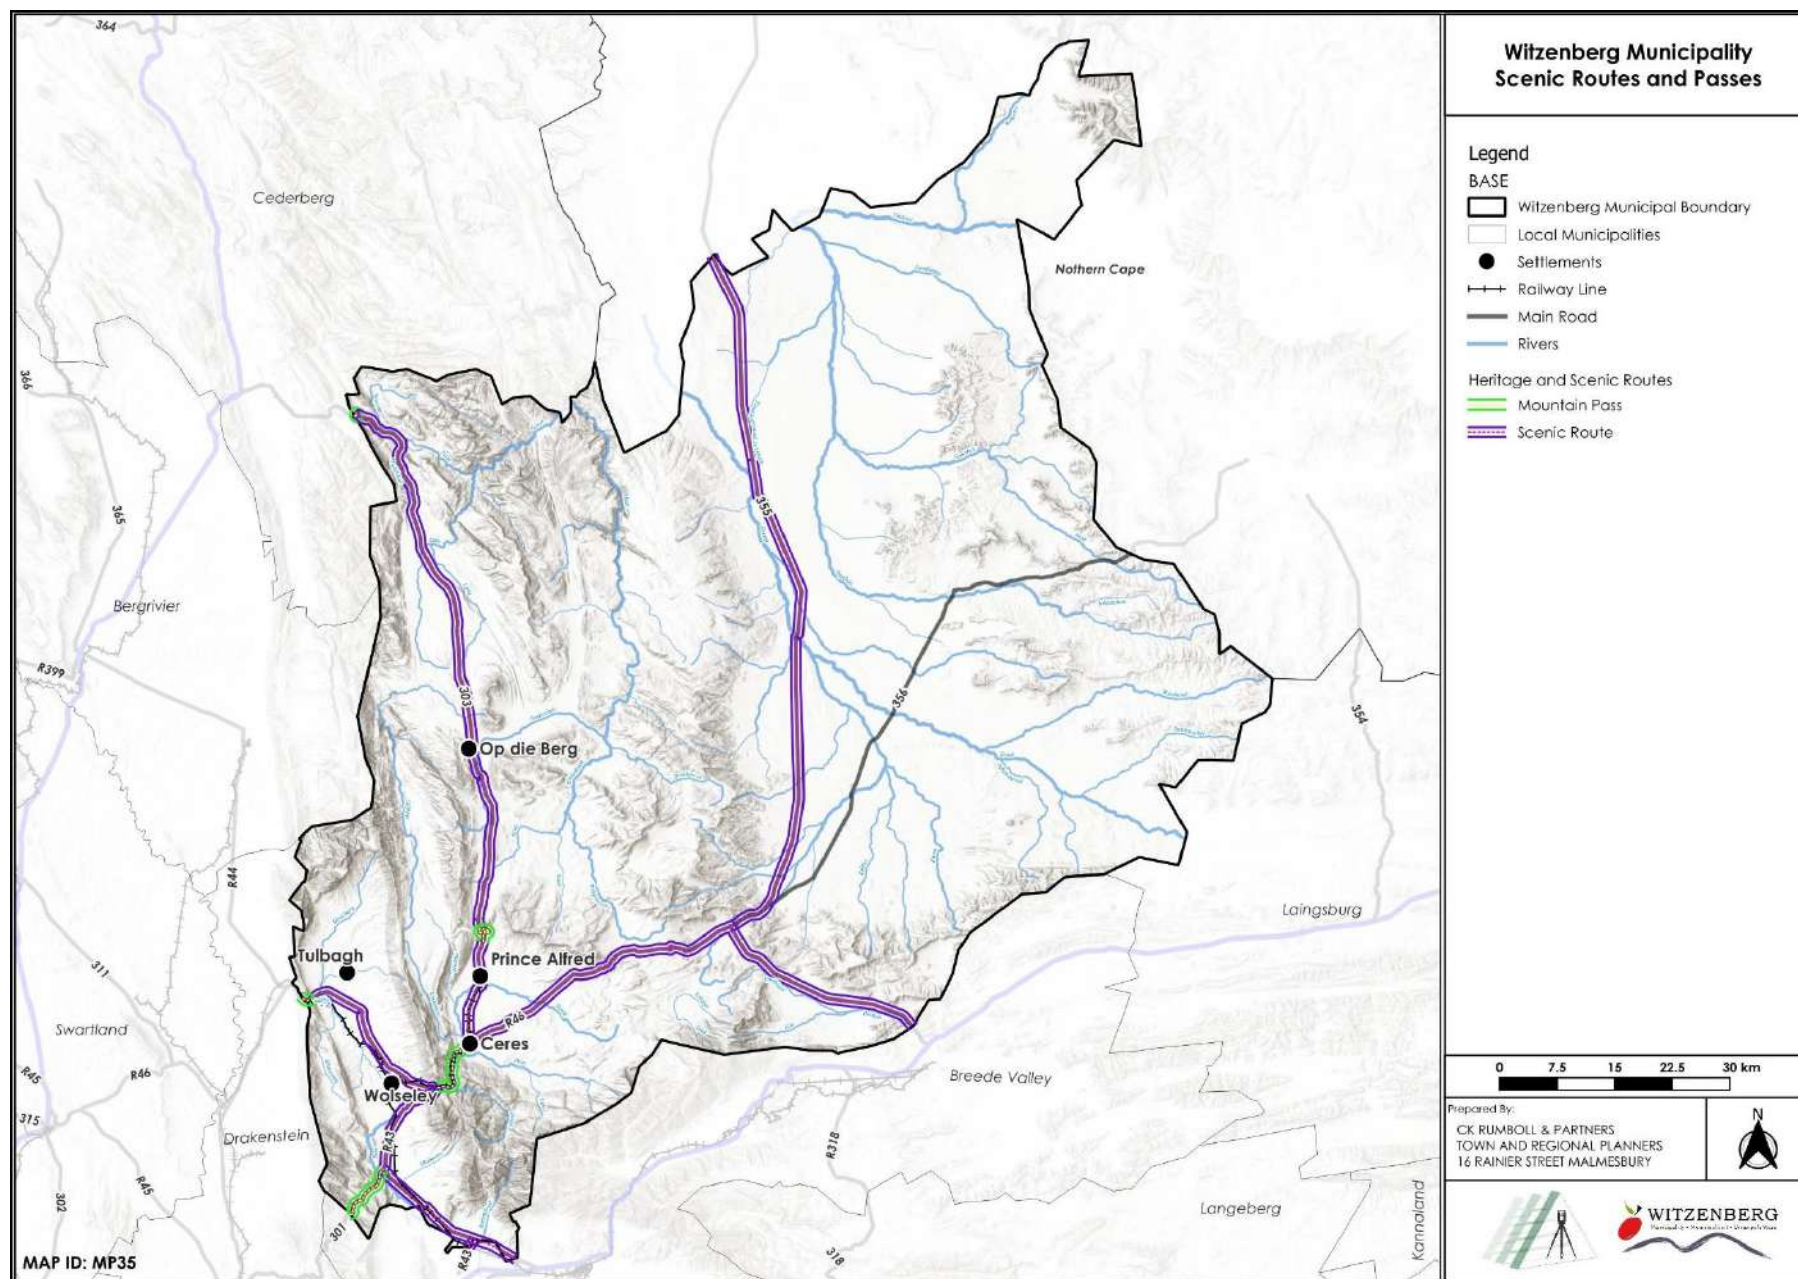 Witzenberg Municipality
Scenic Routes and Passes
Legend
BASE
Witzenberg Municipal Boundary
Local Municipalities
Settlements
Railway Line
Main Road
Rivers
Heritage and Scenic Routes
Mountain Pass
Scenic Route
364
Cederberg
Nothern Cape
366
365
355
Bergrivier
R399
303
356
354
Op die Berg
R44
Laingsburg
Tulbagh
Prince Alfred
311
R46
Swartland
Ceres
R45
R46
Breede Valley
Wolseley
315
Drakenstein
R43
R318
R45
302
301
Langeberg
Kannaland
R43
318
MAP ID: MP35
0 7.5 15 22.5 30 km
Prepared By:
CK RUMBOLL & PARTNERS
TOWN AND REGIONAL PLANNERS
16 RAINIER STREET MALMESBURY
N
WITZENBERG